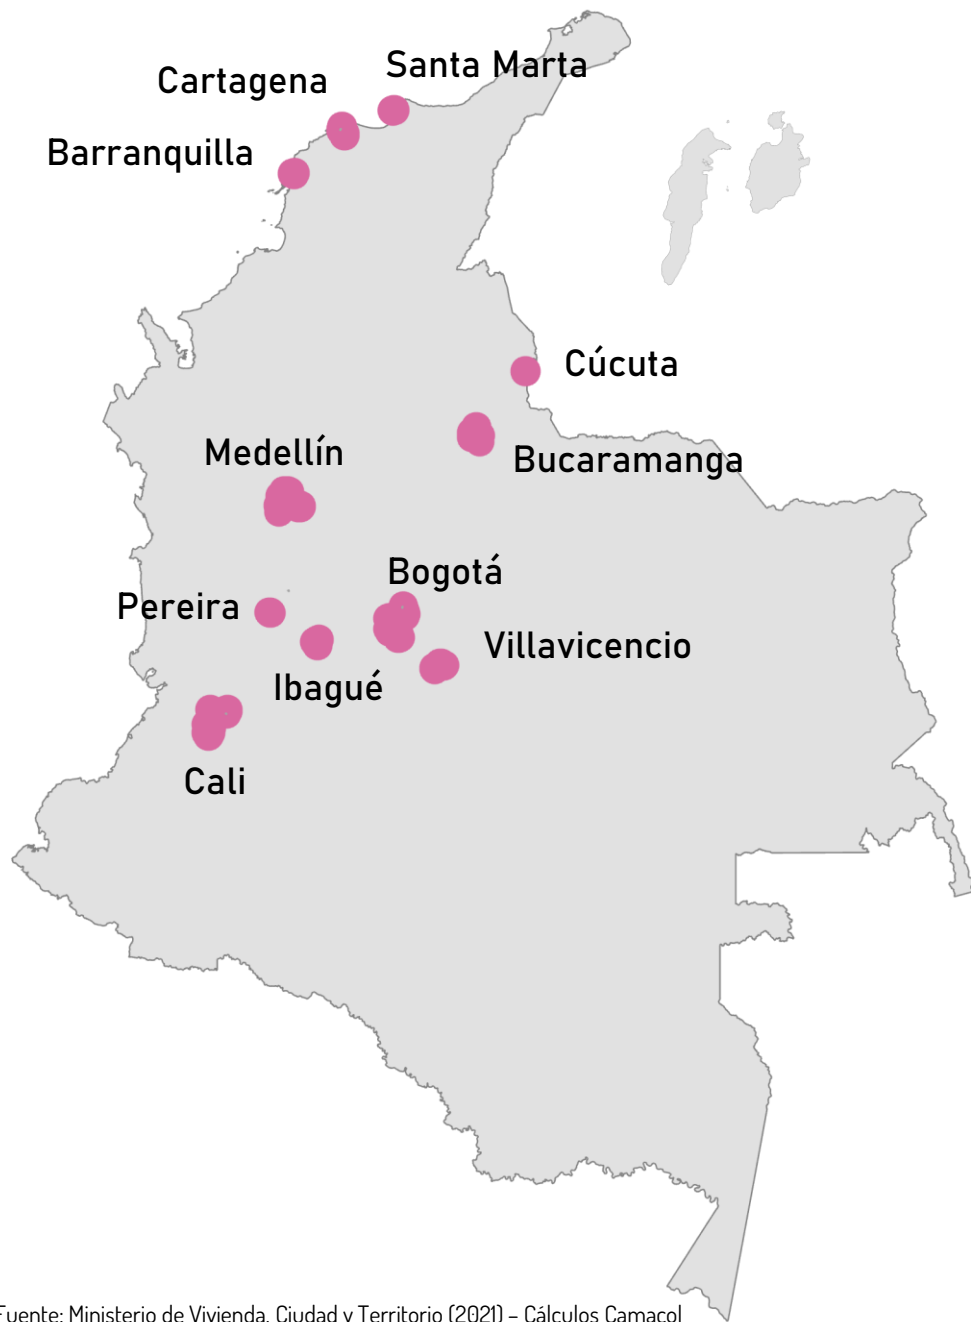 Santa Marta
Cartagena
Barranquilla
Cúcuta
Medellín
Bucaramanga
Bogotá
Pereira
Villavicencio
Ibagué
Cali
Fuente: Ministerio de Vivienda, Ciudad y Territorio (2021) – Cálculos Camacol